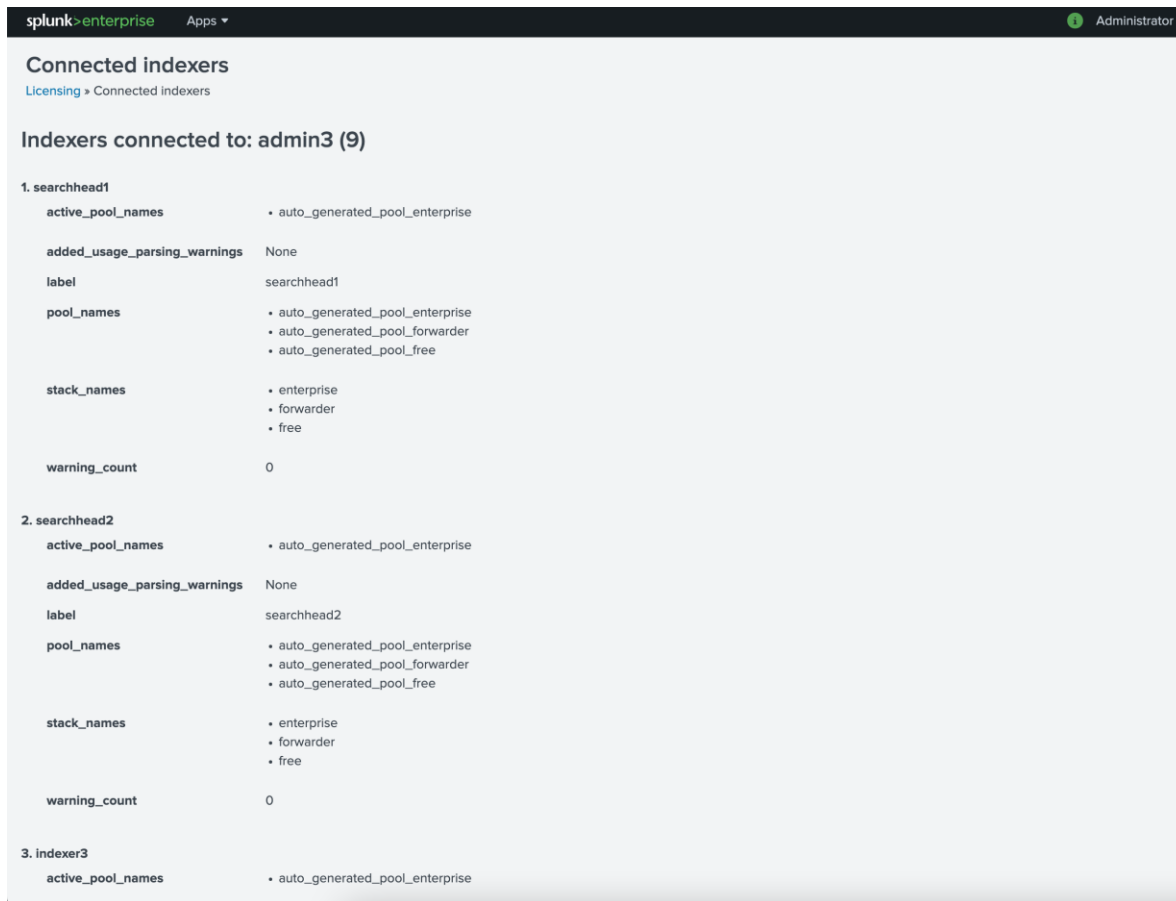 splunk>enterprise Apps ▾ i Administrator
Connected indexers
Licensing » Connected indexers
Indexers connected to: admin3 (9)
1. searchhead1
active_pool_names • auto_generated_pool_enterprise
added_usage_parsing_warnings None
label searchhead1
pool_names • auto_generated_pool_enterprise
• auto_generated_pool_forwarder
• auto_generated_pool_free
stack_names • enterprise
• forwarder
• free
warning_count 0
2. searchhead2
active_pool_names • auto_generated_pool_enterprise
added_usage_parsing_warnings None
label searchhead2
pool_names • auto_generated_pool_enterprise
• auto_generated_pool_forwarder
• auto_generated_pool_free
stack_names • enterprise
• forwarder
• free
warning_count 0
3. indexer3
active_pool_names • auto_generated_pool_enterprise